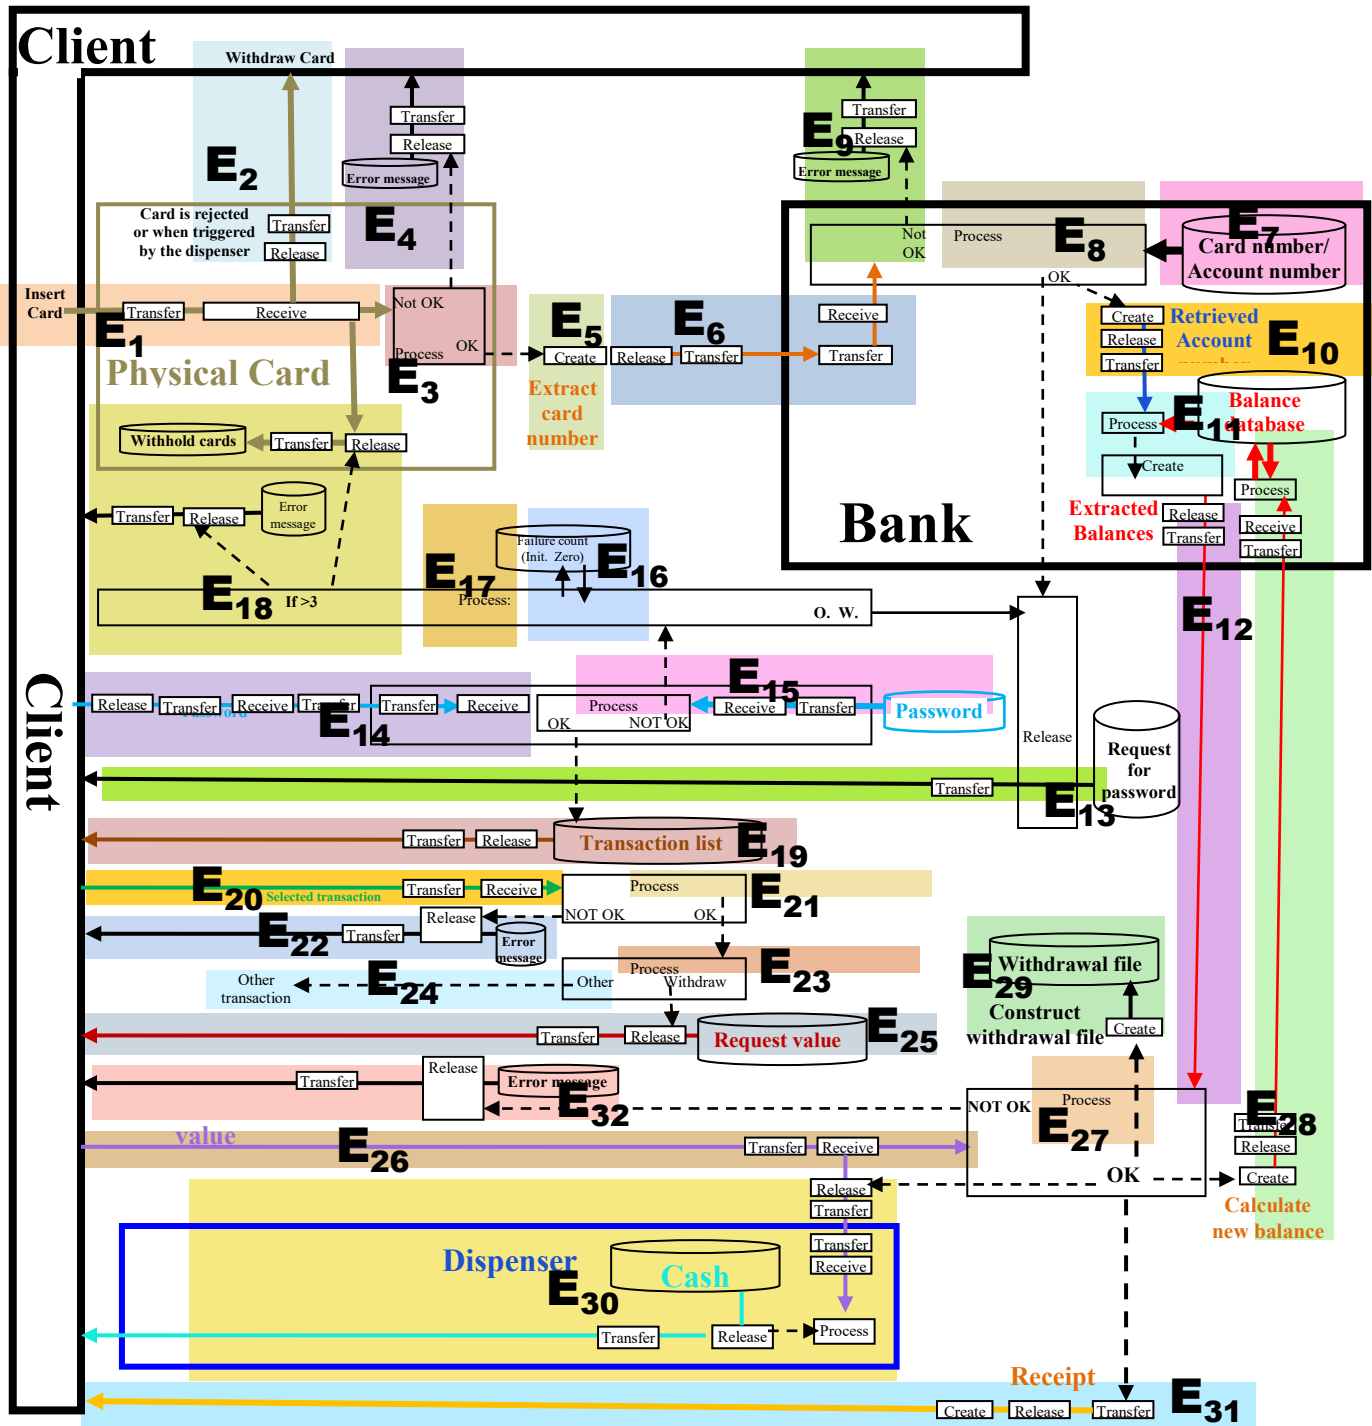 Client
Withdraw Card
E2
Transfer
Release
Error message
E4
Transfer
E9
Release
Error message
Card is rejected
or when triggered
by the dispenser
Transfer
Release
Not
OK
Process
E8
OK
E7
Card number/
Account number
Insert
Card
Transfer
Receive
E1
Physical Card
Not OK
OK
Process
E3
E5
Create
Extract
card
number
E6
Release
Transfer
Receive
Transfer
Create
Release
Transfer
Retrieved
Account
E10
Balance
database
E11
Process
Create
Extracted
Balances
Release
Transfer
Process
Receive
Transfer
Bank
Withhold cards
Transfer
Release
Transfer
Release
Error
message
E18
If >3
E17
Process:
Failure count
(Init. Zero)
E16
O. W.
E12
Client
Release
Transfer
Receive
Transfer
Password
E14
Transfer
Receive
Process
OK
NOT OK
E15
Receive
Transfer
Password
Release
Request
for
password
Transfer
E13
Transfer
Release
Transaction list
E19
E20
Selected transaction
Transfer
Receive
Process
NOT OK
OK
E21
E22
Transfer
Release
Error
message
Process
Other
Withdraw
E23
Other
transaction
E24
Transfer
Release
Request value
E25
Withdrawal file
E29
Construct
withdrawal file
Create
Transfer
Release
Error message
E32
NOT OK
Process
E27
OK
value
E26
Transfer
Receive
E28
Transfer
Release
Create
Calculate
new balance
Release
Transfer
Dispenser
Cash
E30
Transfer
Receive
Transfer
Release
Process
Receipt
Create
Release
Transfer
E31